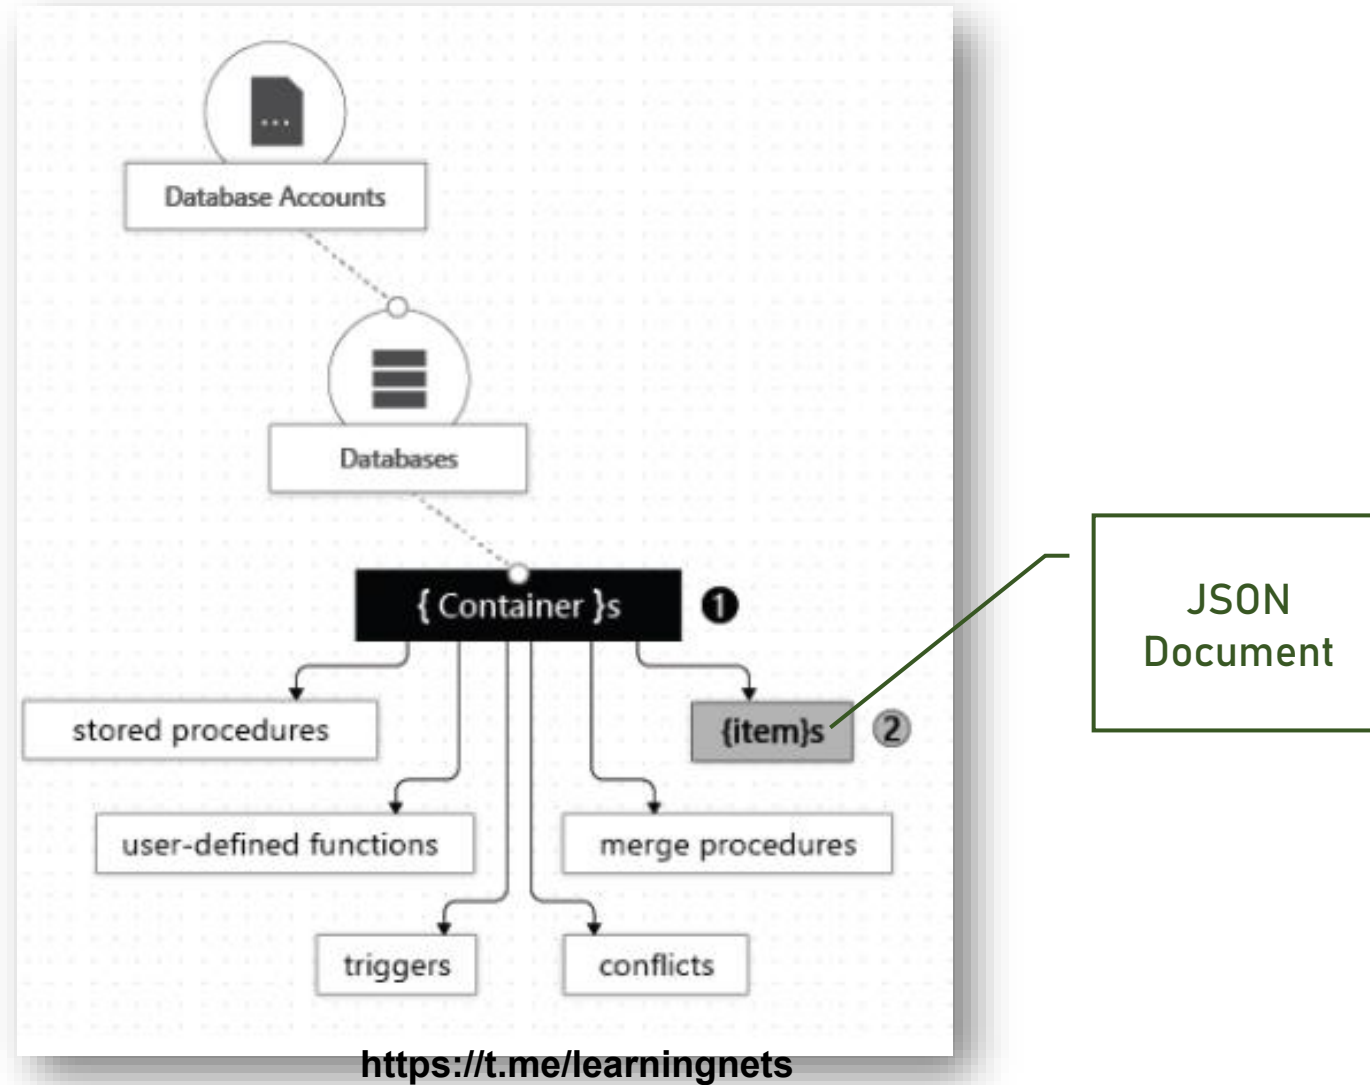 Database Accounts
Databases
{ Container }s
1
JSON
Document
stored procedures
{item}s
2
user-defined functions
merge procedures
triggers
conflicts
https://t.me/learningnets